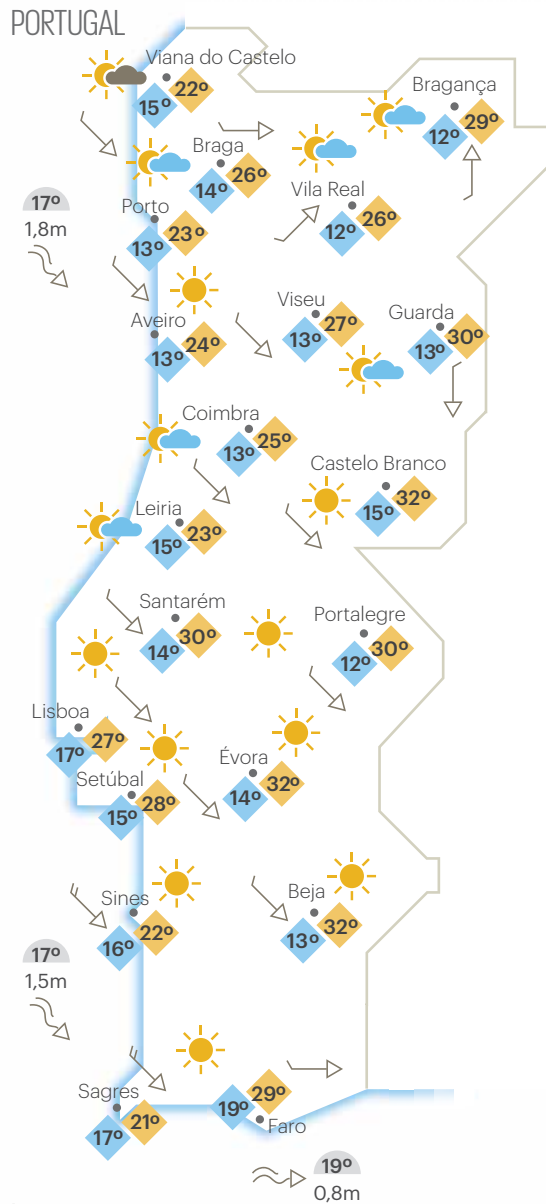 PORTUGAL
Viana do Castelo
22º
15º
Bragança
29º
12º
Braga
26º
14º
Vila Real
26º
12º
17º
1,8m
Porto
23º
13º
Viseu
27º
13º
Guarda
30º
13º
Aveiro
24º
13º
Coimbra
25º
13º
Castelo Branco
32º
15º
Leiria
23º
15º
Santarém
30º
14º
Portalegre
30º
12º
Lisboa
27º
17º
Évora
32º
14º
Setúbal
28º
15º
Sines
22º
16º
Beja
32º
13º
17º
1,5m
Sagres
21º
17º
29º
19º
Faro
19º
0,8m